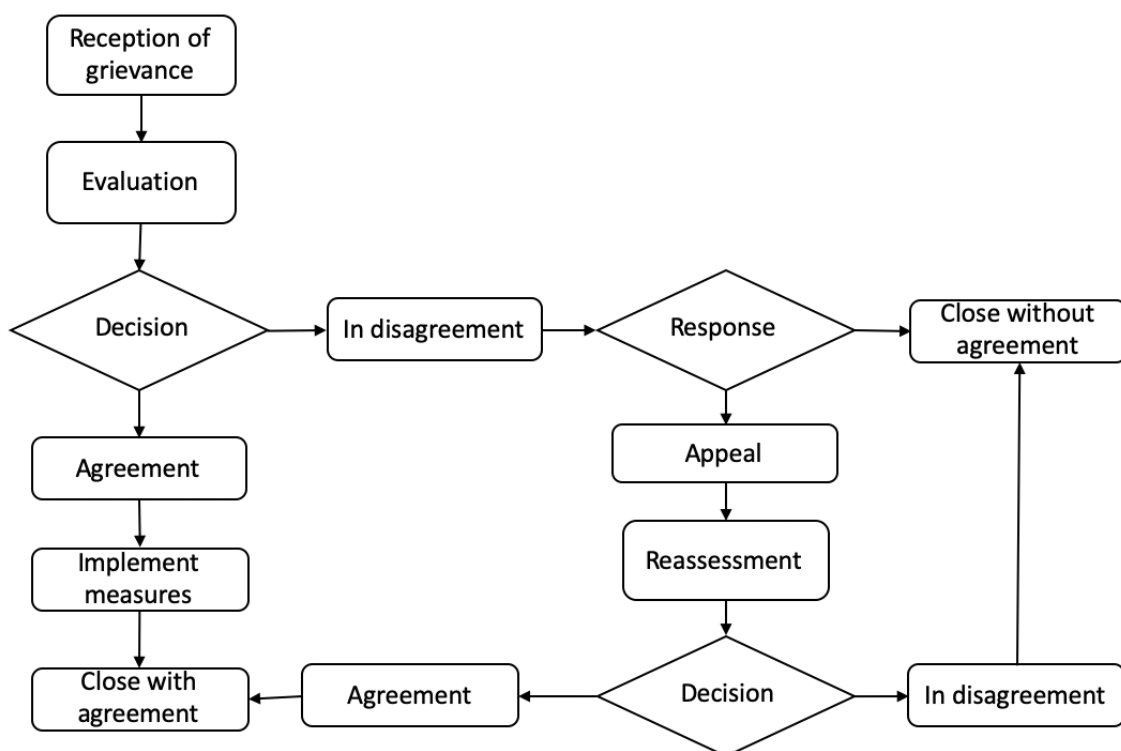 Reception of
grievance
Evaluation
Decision
In disagreement
Response
Close without
agreement
Agreement
Appeal
Implement
measures
Reassessment
Close with
agreement
Agreement
Decision
In disagreement